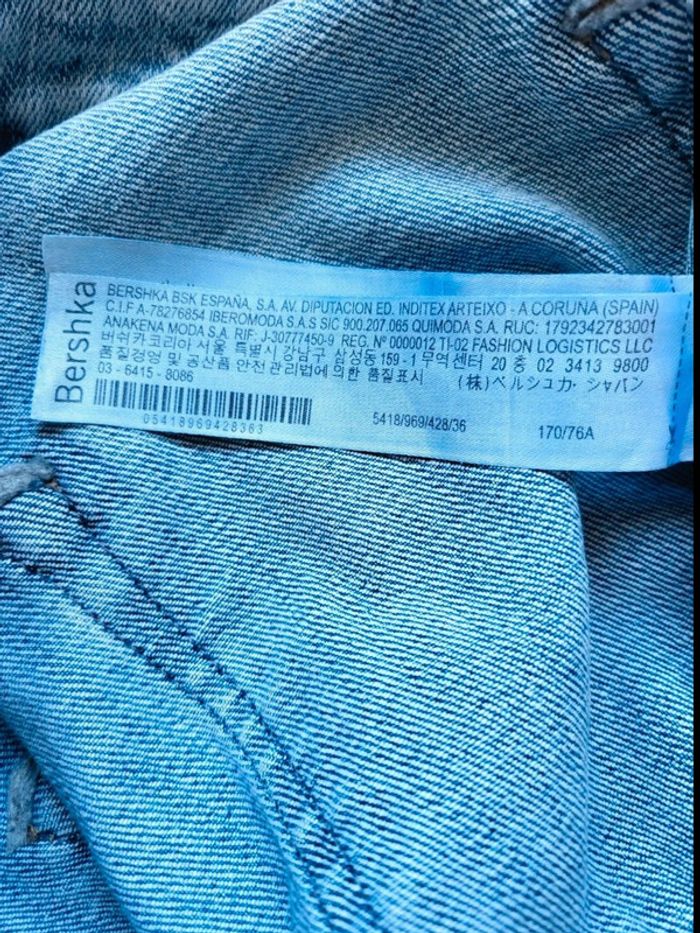 Bershka
BERSHKA BSK ESPAÑA, S.A. AV. DIPUTACION ED. INDITEX ARTEIXO - A CORUÑA (SPAIN)
C.I.F A-78276854 IBEROMODA S.A.S SIC 900.207.065 QUIMODA S.A. RUC: 1792342783001
ANAKENA MODA S.A. RIF: J-30777450-9 REG. Nº 0000012 TI-02 FASHION LOGISTICS LLC
버쉬카코리아 서울 특별시 강남구 삼성동 159-1 무역센터 20 층 02 3413 9800
품질경영 및 공산품 안전관리법에의한 품질표시 (株)ベルシュカ・ジャパン
03-6415-8086
05418969428363
5418/969/428/36
170/76A